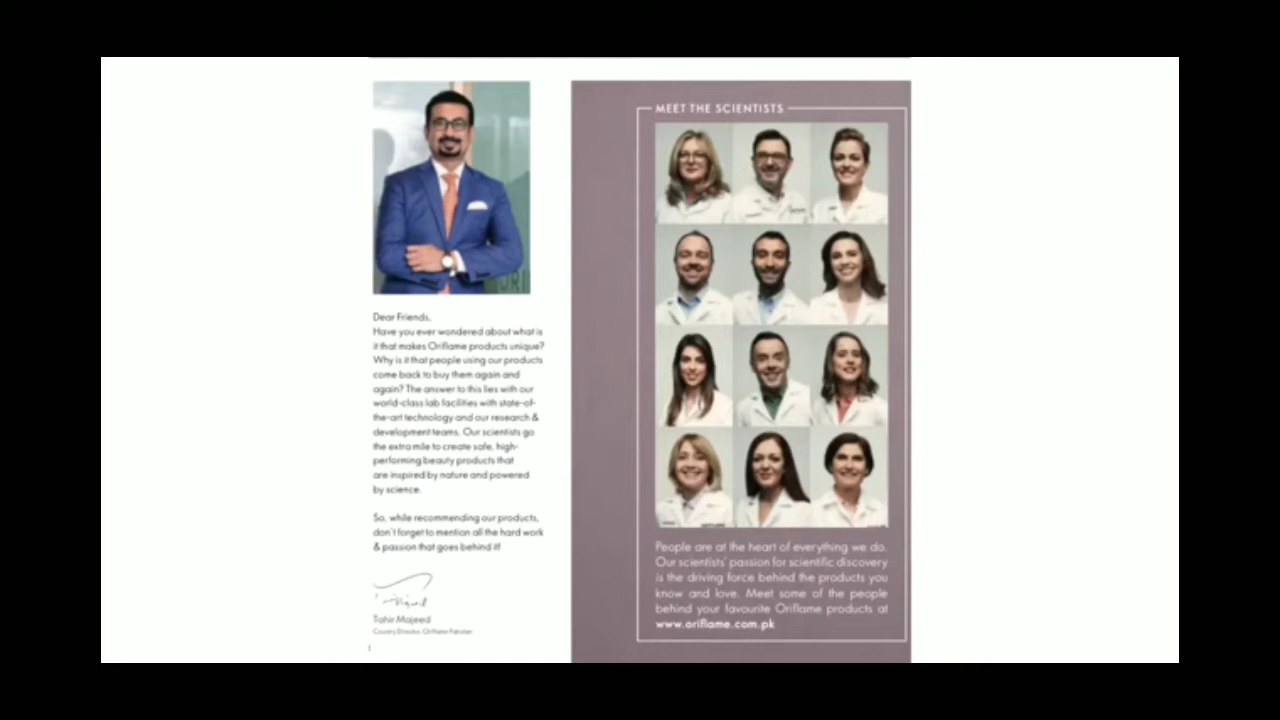 Dear Friends,
Have you ever wondered about what is
it that makes Oriflame products unique?
Why is it that people using our products
come back to buy them again and
again? The answer to this lies with our
world-class lab facilities with state-of-
the-art technology and our research &
development teams. Our scientists go
the extra mile to create safe, high-
performing beauty products that
are inspired by nature and powered
by science.
So, while recommending our products,
don't forget to mention all the hard work
& passion that goes behind it!
Tahir Majeed
Country Director, Oriflame Pakistan
MEET THE SCIENTISTS
People are at the heart of everything we do.
Our scientists' passion for scientific discovery
is the driving force behind the products you
know and love. Meet some of the people
behind your favourite Oriflame products at
www.oriflame.com.pk